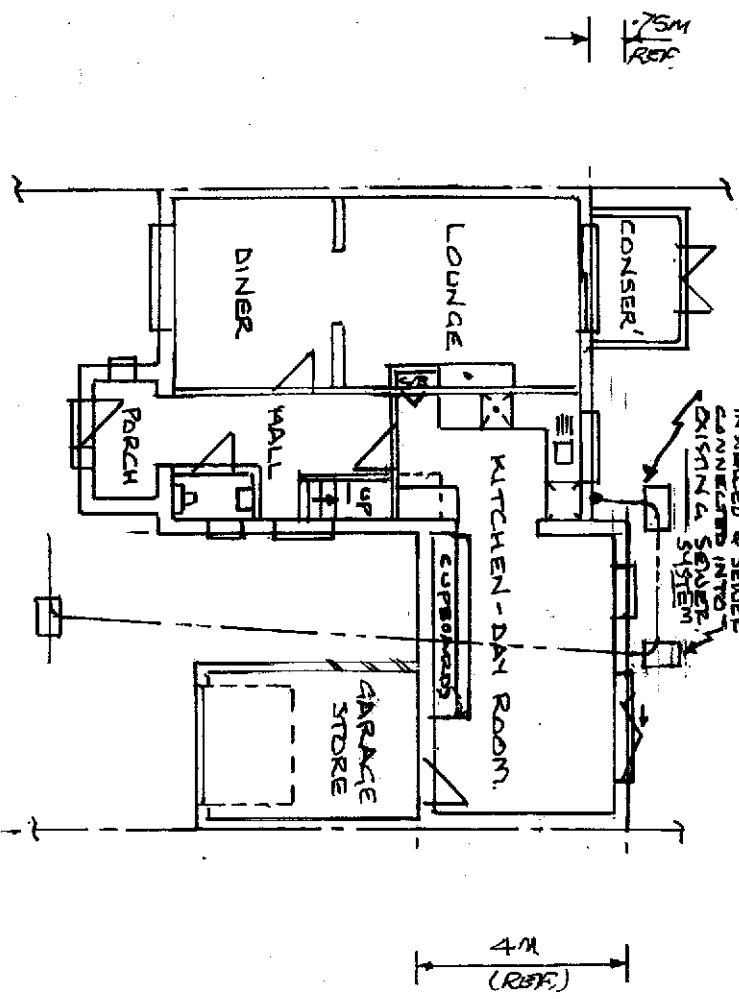 .75M
REF.
CONSER'
LOUNGE
DINER
& SEWER
CONNECTED INTO
EXISTING SEWER
SYSTEM
HALL
PORCH
UP
KITCHEN-DAY ROOM.
CUPBOARDS
GARAGE
STORE
4M
(REF.)